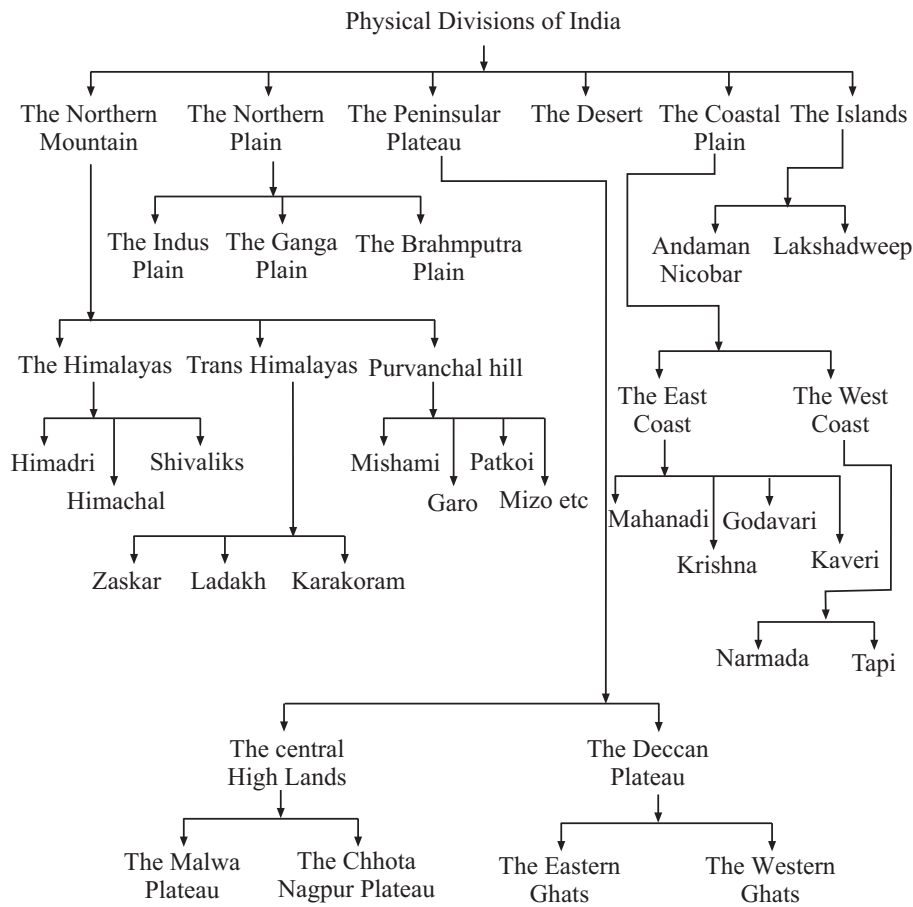 Physical Divisions of India
The Northern
Mountain
The Northern
Plain
The Peninsular
Plateau
The Desert
The Coastal
Plain
The Islands
The Indus
Plain
The Ganga
Plain
The Brahmputra
Plain
Andaman
Nicobar
Lakshadweep
The Himalayas
Trans Himalayas
Purvanchal hill
The East
Coast
The West
Coast
Himadri
Himachal
Shivaliks
Mishami
Garo
Patkoi
Mizo etc
Mahanadi
Krishna
Godavari
Kaveri
Zaskar
Ladakh
Karakoram
Narmada
Tapi
The central
High Lands
The Deccan
Plateau
The Malwa
Plateau
The Chhota
Nagpur Plateau
The Eastern
Ghats
The Western
Ghats